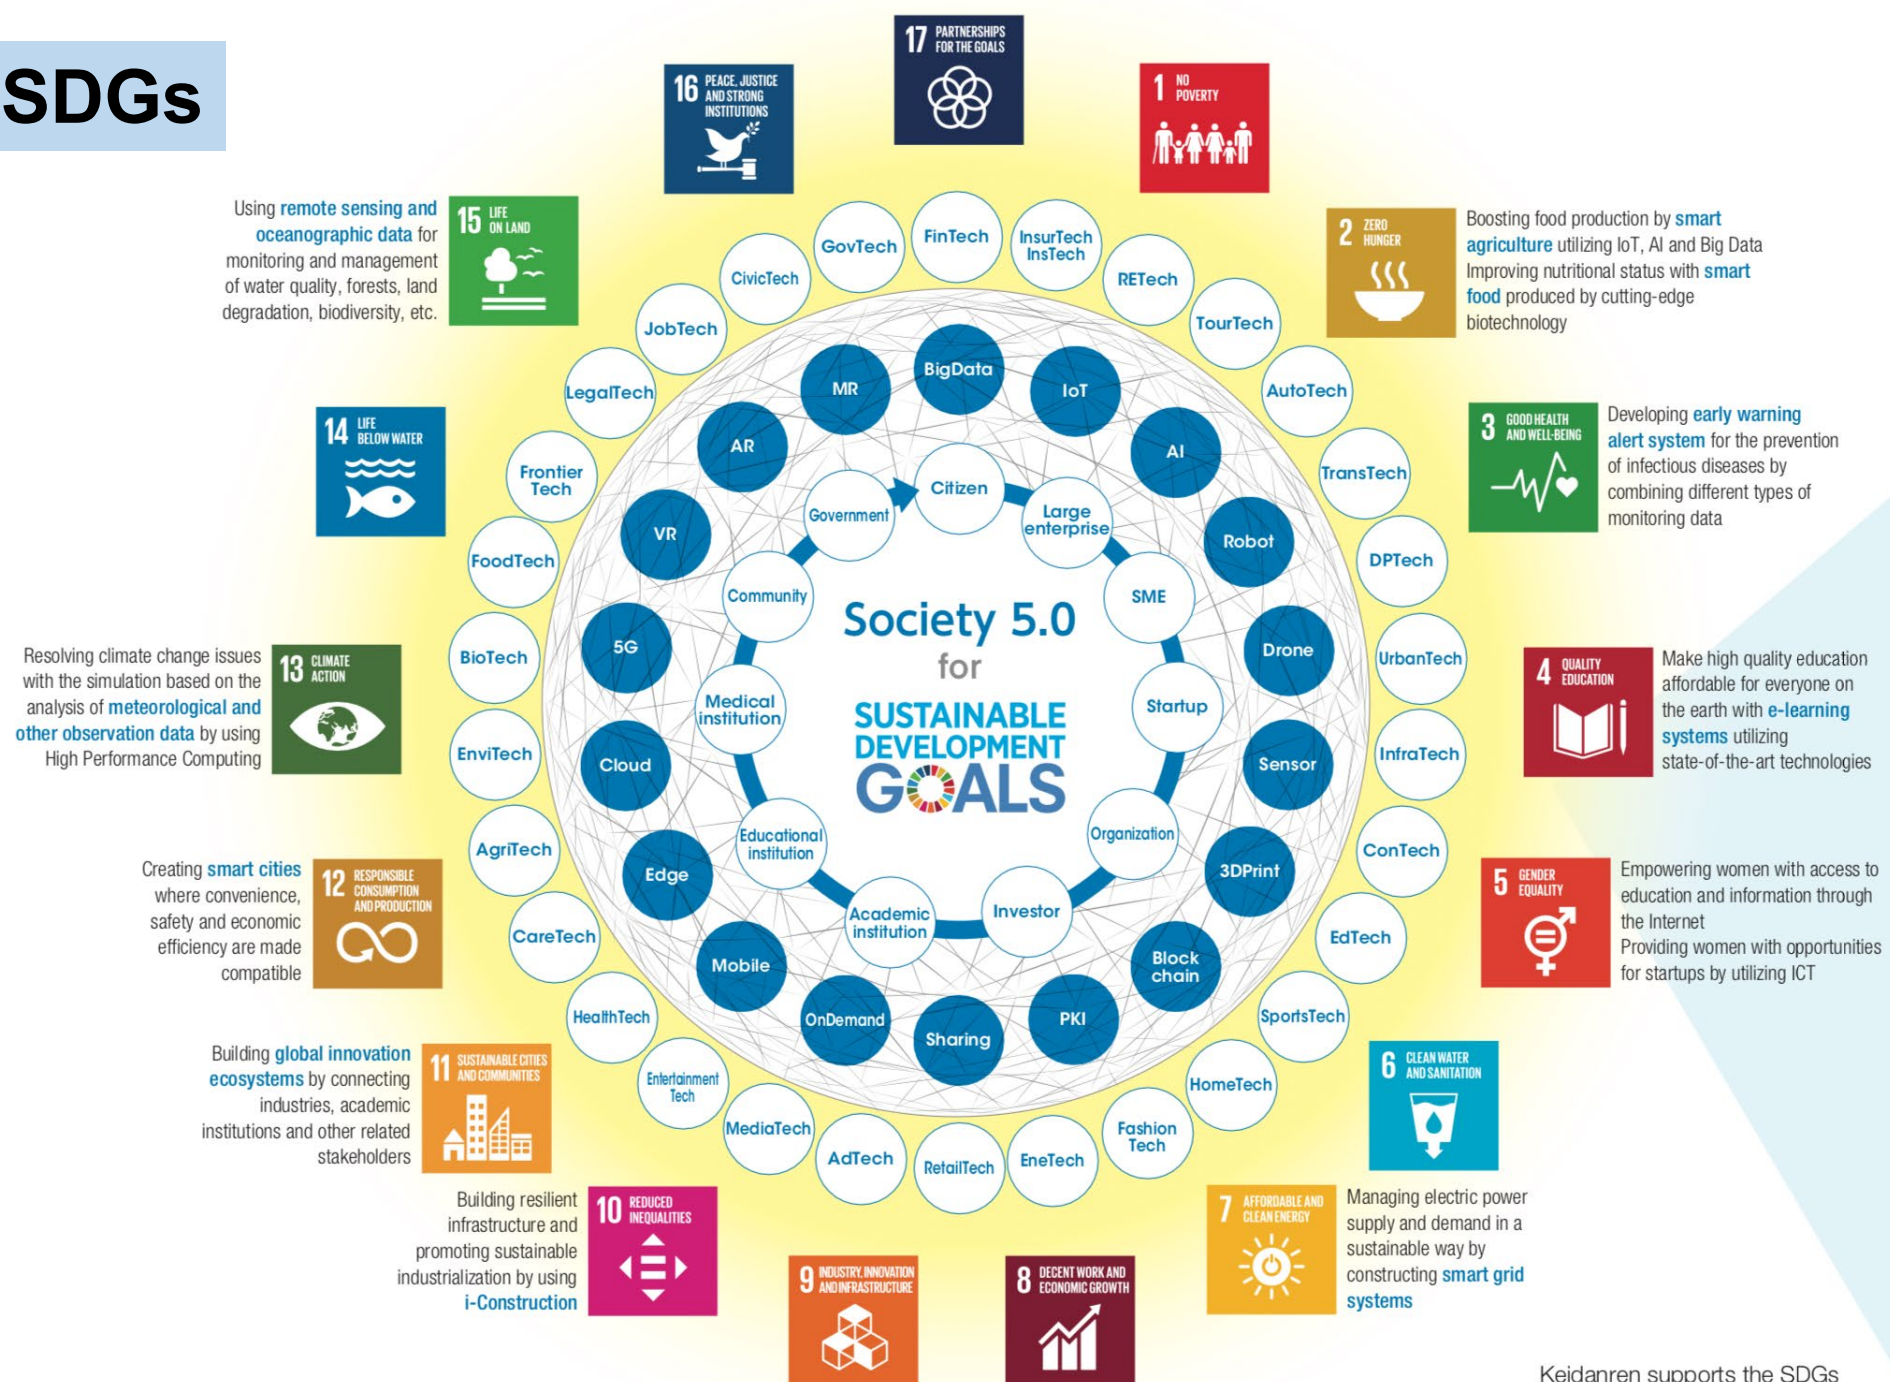 SDGs
17 PARTNERSHIPS
FOR THE GOALS
16 PEACE, JUSTICE
AND STRONG
INSTITUTIONS
1 NO
POVERTY
Using remote sensing and
oceanographic data for
monitoring and management
of water quality, forests, land
degradation, biodiversity, etc.
15 LIFE
ON LAND
2 ZERO
HUNGER
Boosting food production by smart
agriculture utilizing IoT, AI and Big Data
Improving nutritional status with smart
food produced by cutting-edge
biotechnology
14 LIFE
BELOW WATER
3 GOOD HEALTH
AND WELL-BEING
Developing early warning
alert system for the prevention
of infectious diseases by
combining different types of
monitoring data
Resolving climate change issues
with the simulation based on the
analysis of meteorological and
other observation data by using
High Performance Computing
13 CLIMATE
ACTION
4 QUALITY
EDUCATION
Make high quality education
affordable for everyone on
the earth with e-learning
systems utilizing
state-of-the-art technologies
Creating smart cities
where convenience,
safety and economic
efficiency are made
compatible
12 RESPONSIBLE
CONSUMPTION
AND PRODUCTION
5 GENDER
EQUALITY
Empowering women with access to
education and information through
the Internet
Providing women with opportunities
for startups by utilizing ICT
Building global innovation
ecosystems by connecting
industries, academic
institutions and other related
stakeholders
11 SUSTAINABLE CITIES
AND COMMUNITIES
6 CLEAN WATER
AND SANITATION
Building resilient
infrastructure and
promoting sustainable
industrialization by using
i-Construction
10 REDUCED
INEQUALITIES
7 AFFORDABLE AND
CLEAN ENERGY
Managing electric power
supply and demand in a
sustainable way by
constructing smart grid
systems
9 INDUSTRY, INNOVATION
AND INFRASTRUCTURE
8 DECENT WORK AND
ECONOMIC GROWTH
FinTech
InsurTech
InsTech
RETech
TourTech
AutoTech
TransTech
DPTech
UrbanTech
InfraTech
ConTech
EdTech
SportsTech
HomeTech
Fashion
Tech
EneTech
RetailTech
AdTech
MediaTech
Entertainment
Tech
HealthTech
CareTech
AgriTech
EnviTech
BioTech
FoodTech
Frontier
Tech
LegalTech
JobTech
CivicTech
GovTech
BigData
IoT
AI
Robot
Drone
Sensor
3DPrint
Block
chain
PKI
Sharing
OnDemand
Mobile
Edge
Cloud
5G
VR
AR
MR
Citizen
Large
enterprise
SME
Startup
Organization
Investor
Academic
institution
Educational
institution
Medical
institution
Community
Government
Society 5.0
for
SUSTAINABLE
DEVELOPMENT
GOALS
Keidanren supports the SDGs